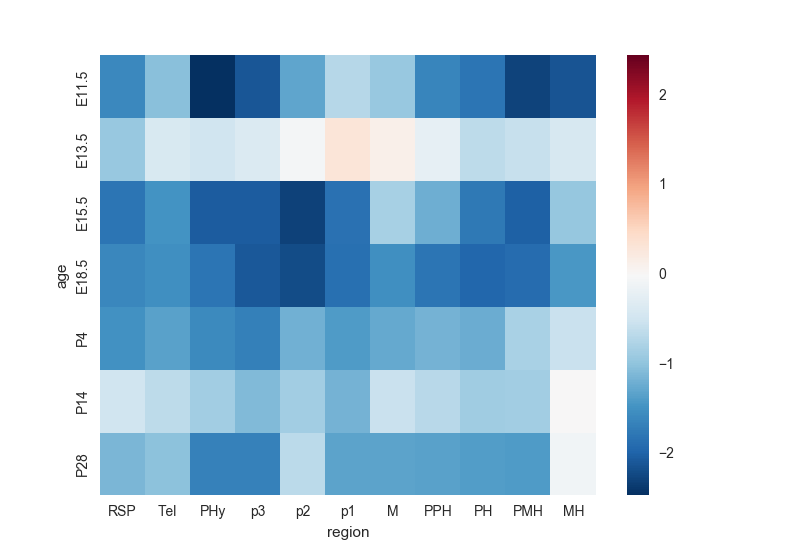 E11.5
E13.5
E15.5
E18.5
P4
P14
P28
age
RSP Tel PHy p3 p2 p1 M PPH PH PMH MH
region
2
1
0
−1
−2